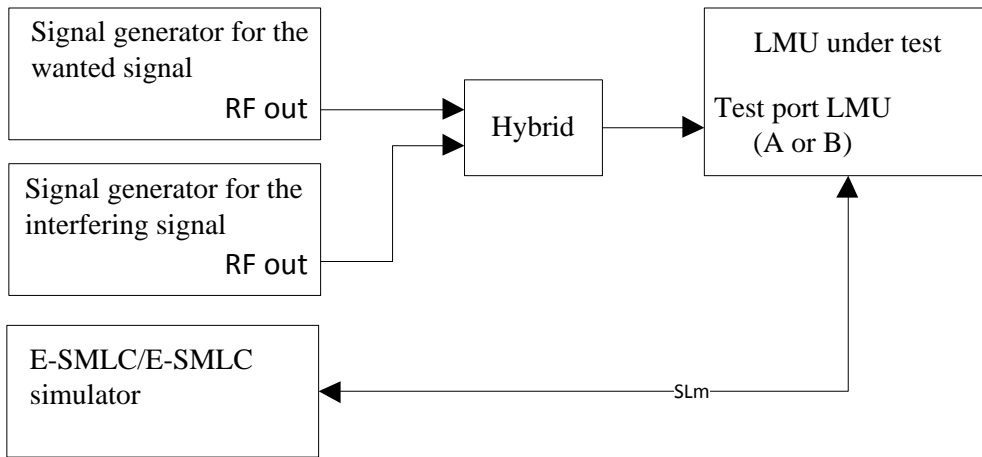 Signal generator for the
wanted signal
RF out
Signal generator for the
interfering signal
RF out
Hybrid
LMU under test
Test port LMU
(A or B)
E-SMLC/E-SMLC
simulator
SLm